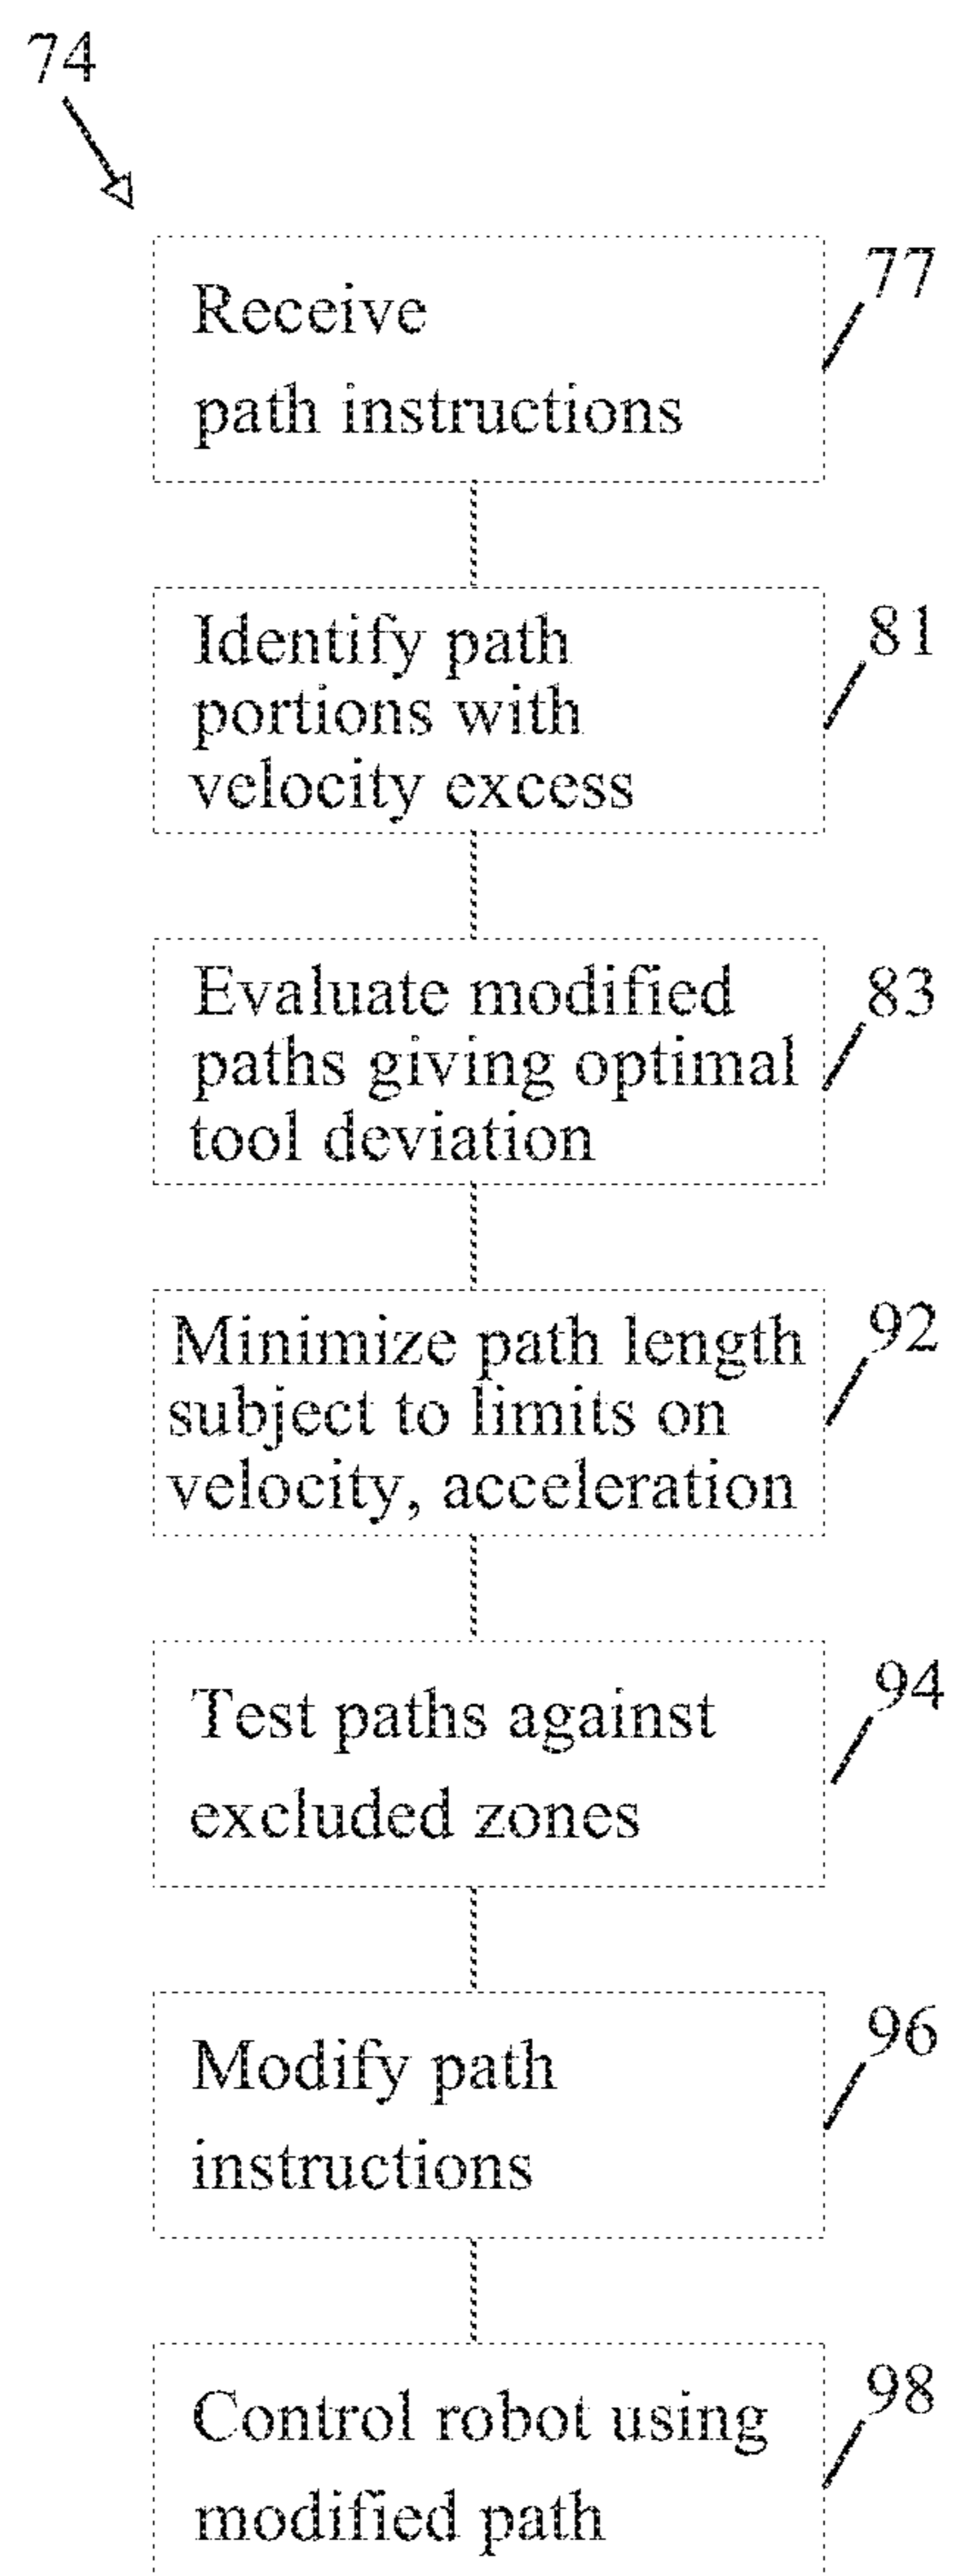 74
Receive
path instructions
77
Identify path
portions with
velocity excess
81
Evaluate modified
paths giving optimal
tool deviation
83
Minimize path length
subject to limits on
velocity, acceleration
92
Test paths against
excluded zones
94
Modify path
instructions
96
Control robot using
modified path
98